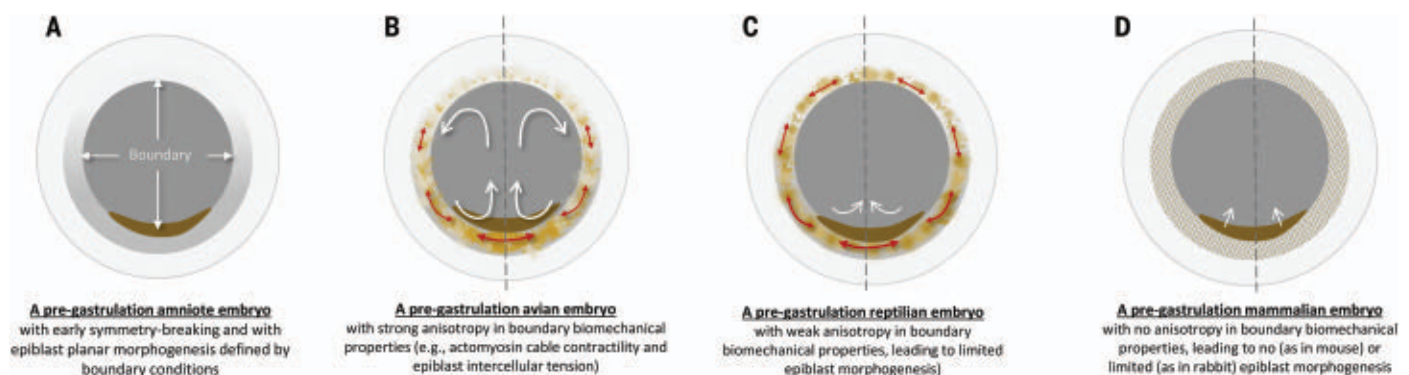 A
B
C
D
Boundary
A pre-gastrulation amniote embryo
with early symmetry-breaking and with
epiblast planar morphogenesis defined by
boundary conditions
A pre-gastrulation avian embryo
with strong anisotropy in boundary biomechanical
properties (e.g., actomyosin cable contractility and
epiblast intercellular tension)
A pre-gastrulation reptilian embryo
with weak anisotropy in boundary
biomechanical properties, leading to limited
epiblast morphogenesis)
A pre-gastrulation mammalian embryo
with no anisotropy in boundary biomechanical
properties, leading to no (as in mouse) or
limited (as in rabbit) epiblast morphogenesis